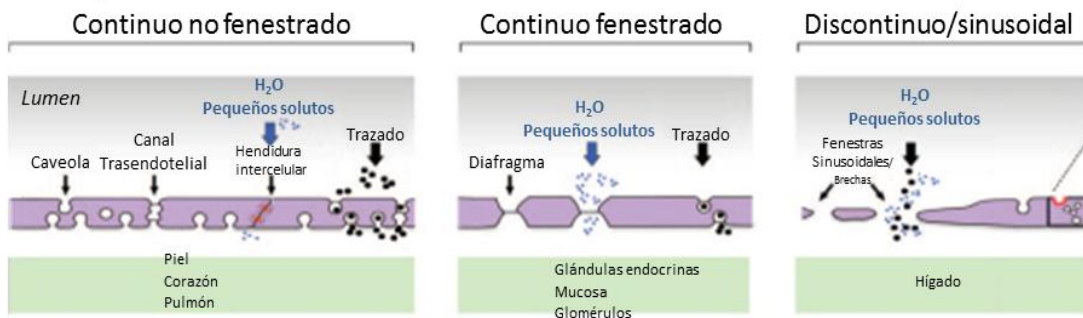 Continuo no fenestrado
Lumen
H₂O
Pequeños solutos
Caveola
Canal
Trasendotelial
Hendidura
intercelular
Trazado
Piel
Corazón
Pulmón
Continuo fenestrado
H₂O
Pequeños solutos
Diafragma
Trazado
Glándulas endocrinas
Mucosa
Glomérulos
Discontinuo/sinusoidal
H₂O
Pequeños solutos
Fenestras
Sinusoidales/
Brechas
Hígado